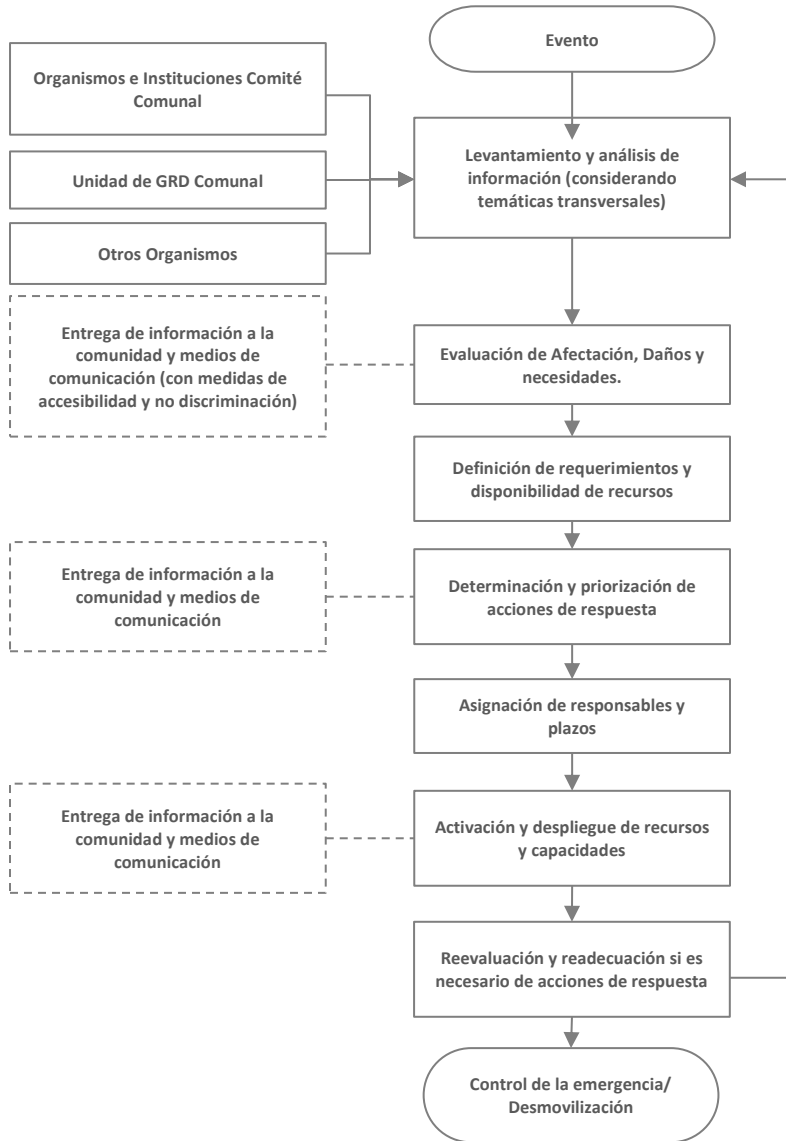 Evento
Organismos e Instituciones Comité
Comunal
Unidad de GRD Comunal
Otros Organismos
Levantamiento y análisis de
información (considerando
temáticas transversales)
Entrega de información a la
comunidad y medios de
comunicación (con medidas de
accesibilidad y no discriminación)
Evaluación de Afectación, Daños y
necesidades.
Definición de requerimientos y
disponibilidad de recursos
Entrega de información a la
comunidad y medios de
comunicación
Determinación y priorización de
acciones de respuesta
Asignación de responsables y
plazos
Entrega de información a la
comunidad y medios de
comunicación
Activación y despliegue de recursos
y capacidades
Reevaluación y readecuación si es
necesario de acciones de respuesta
Control de la emergencia/
Desmovilización